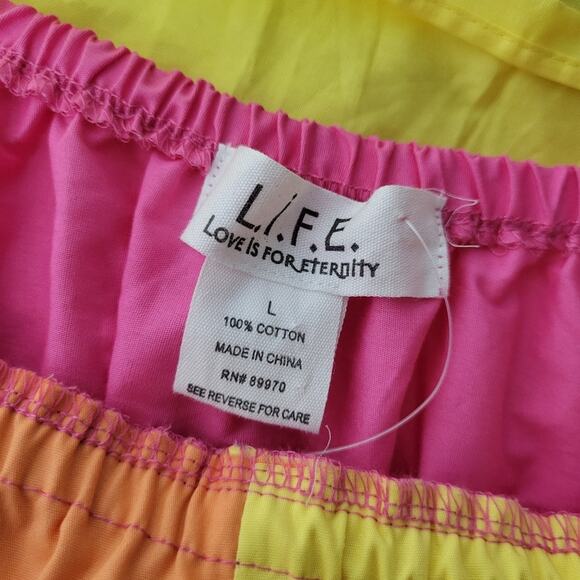 L.I.F.E.
LOVE IS FOR ETERNITY
L
100% COTTON
MADE IN CHINA
RN# 89970
SEE REVERSE FOR CARE